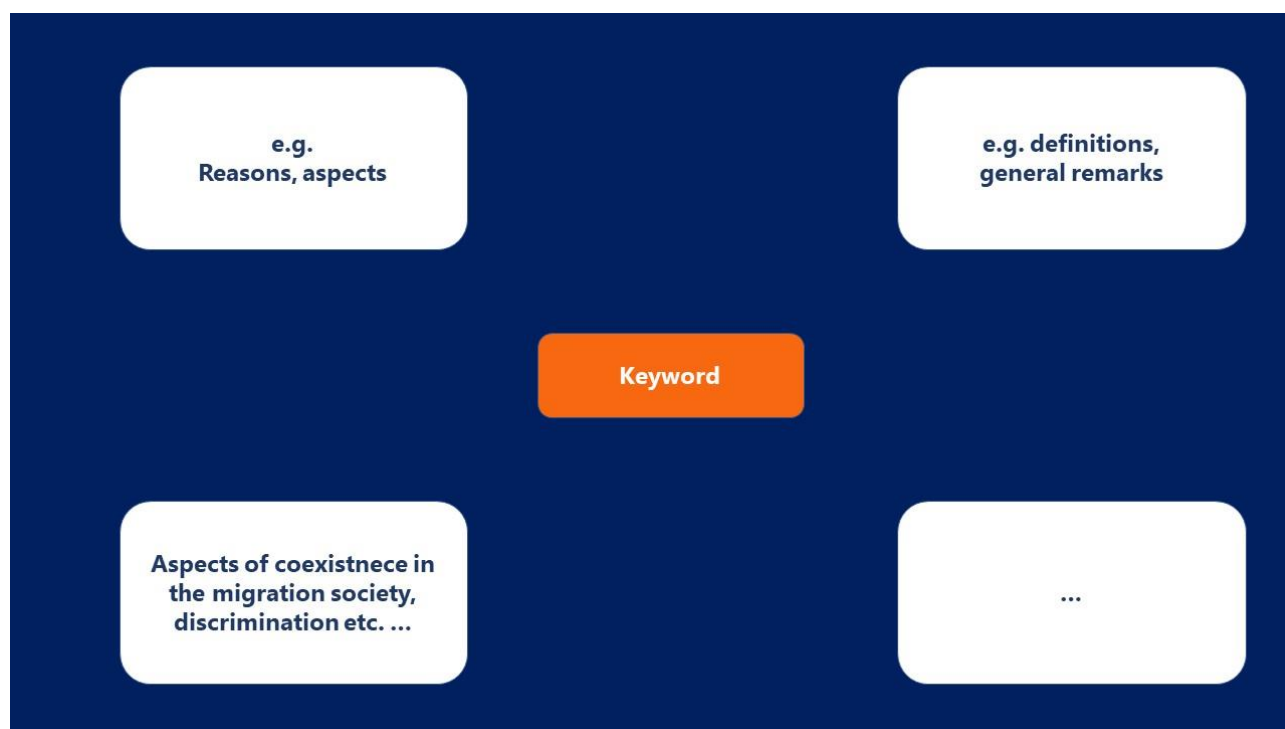 e.g.
Reasons, aspects
e.g. definitions,
general remarks
Keyword
Aspects of coexistnece in
the migration society,
discrimination etc. ...
...